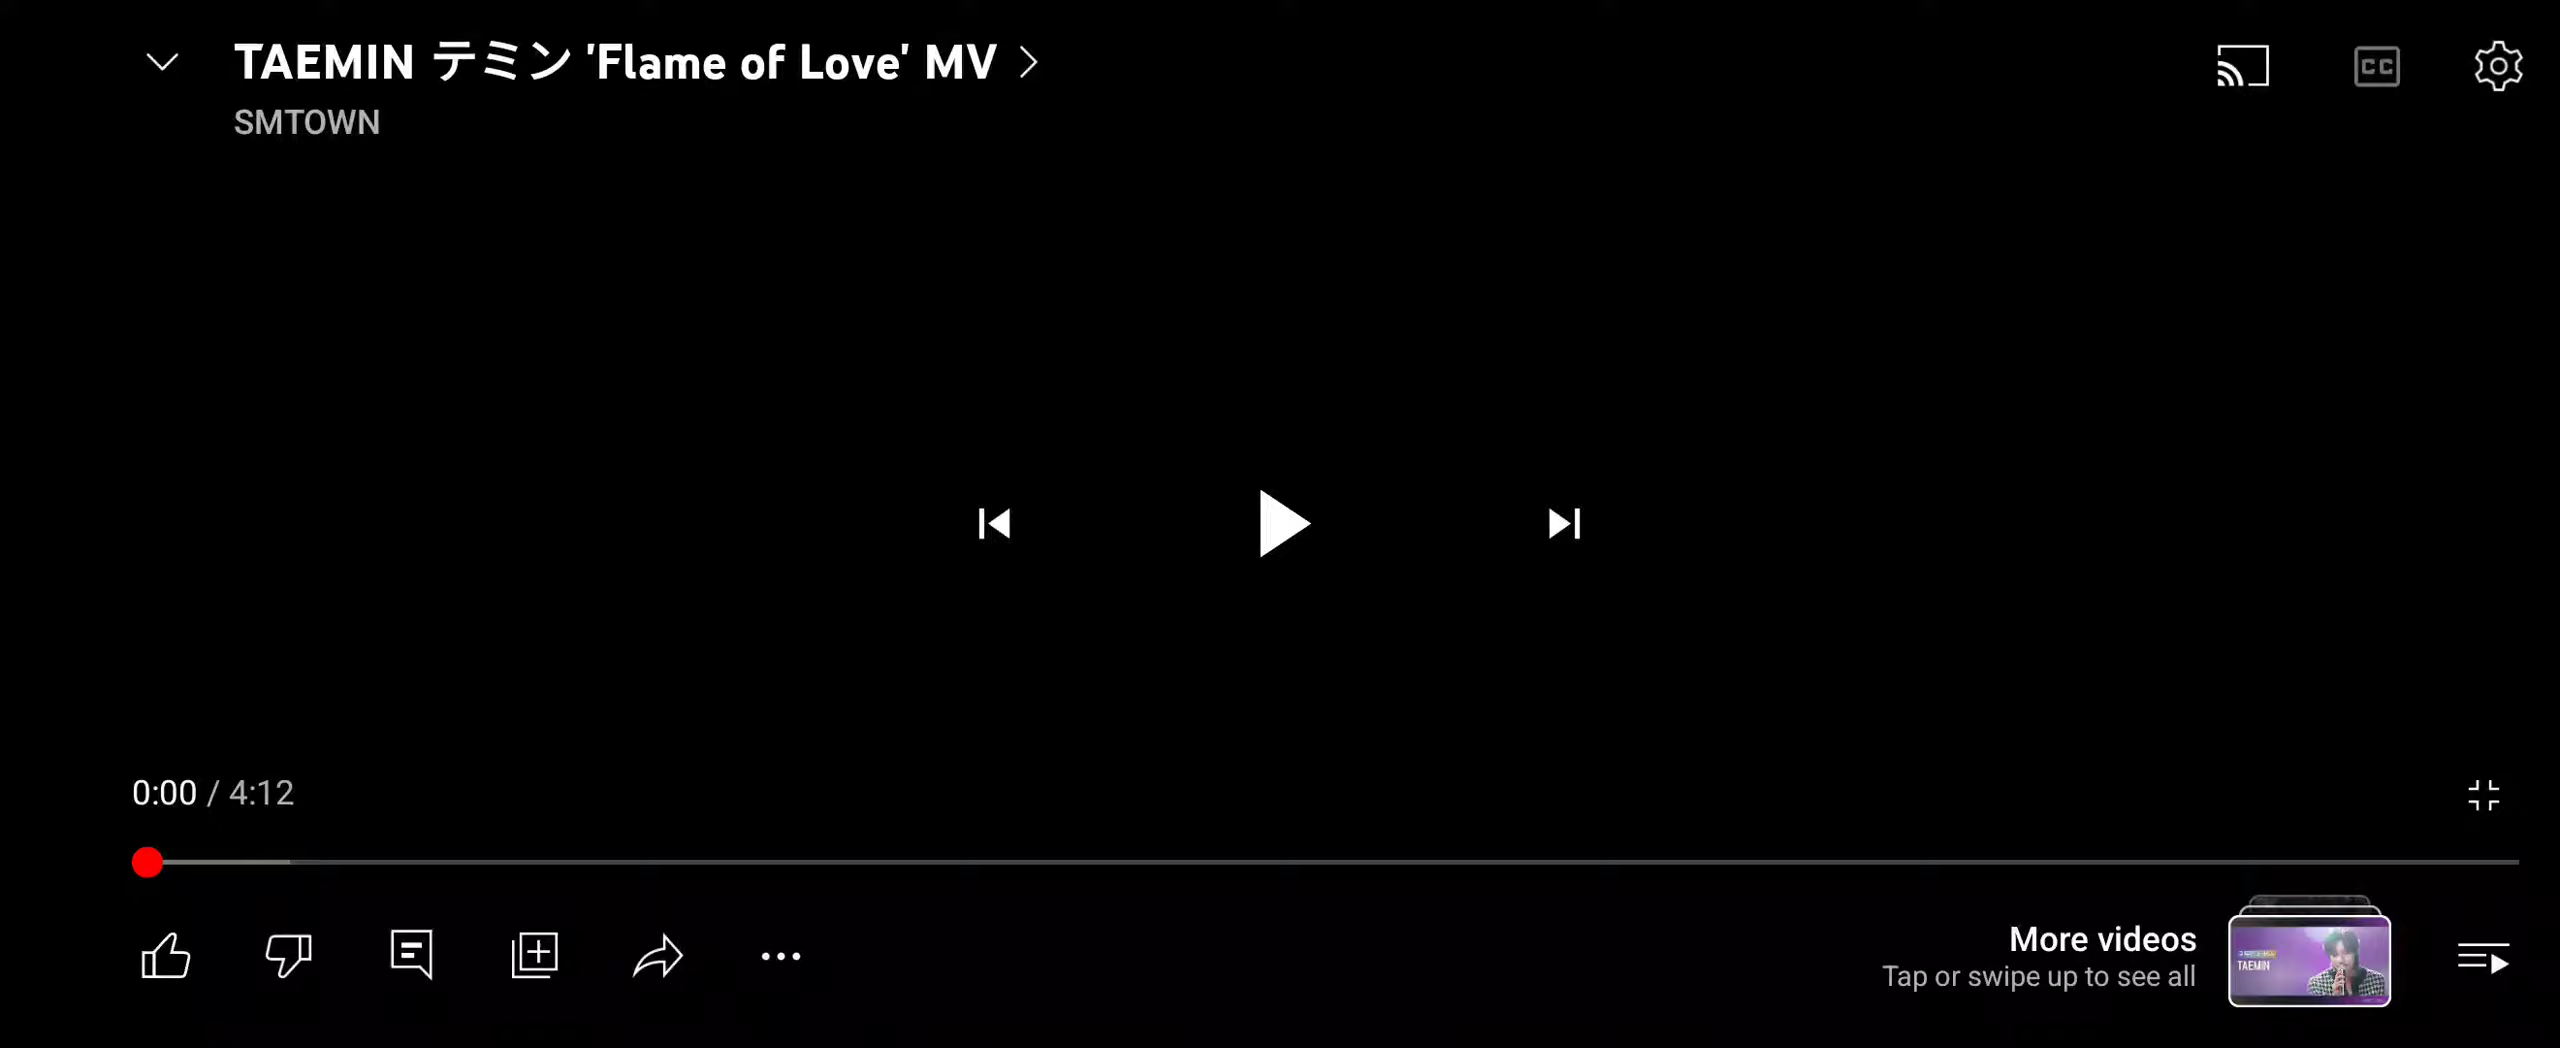 TAEMIN テミン 'Flame of Love' MV
SMTOWN
CC
0:00 / 4:12
More videos
Tap or swipe up to see all
TAEMIN